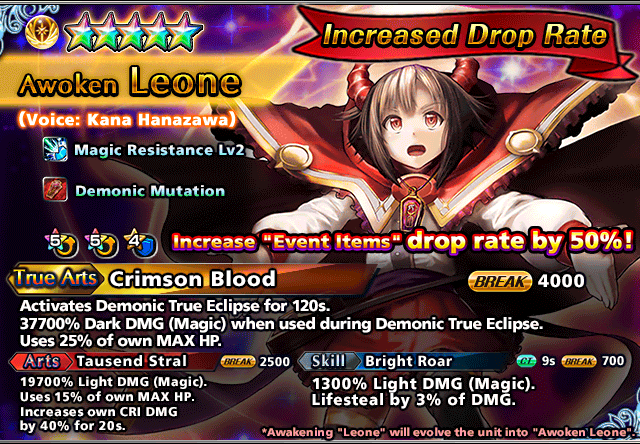 Increased Drop Rate
Awoken Leone
(Voice: Kana Hanazawa)
Magic Resistance Lv2
Demonic Mutation
5 5 4
Increase "Event Items" drop rate by 50%!
True Arts Crimson Blood BREAK 4000
Activates Demonic True Eclipse for 120s.
37700% Dark DMG (Magic) when used during Demonic True Eclipse.
Uses 25% of own MAX HP.
Arts Tausend Stral BREAK 2500
19700% Light DMG (Magic).
Uses 15% of own MAX HP.
Increases own CRI DMG
by 40% for 20s.
Skill Bright Roar CT 9s BREAK 700
1300% Light DMG (Magic).
Lifesteal by 3% of DMG.
*Awakening "Leone" will evolve the unit into "Awoken Leone".